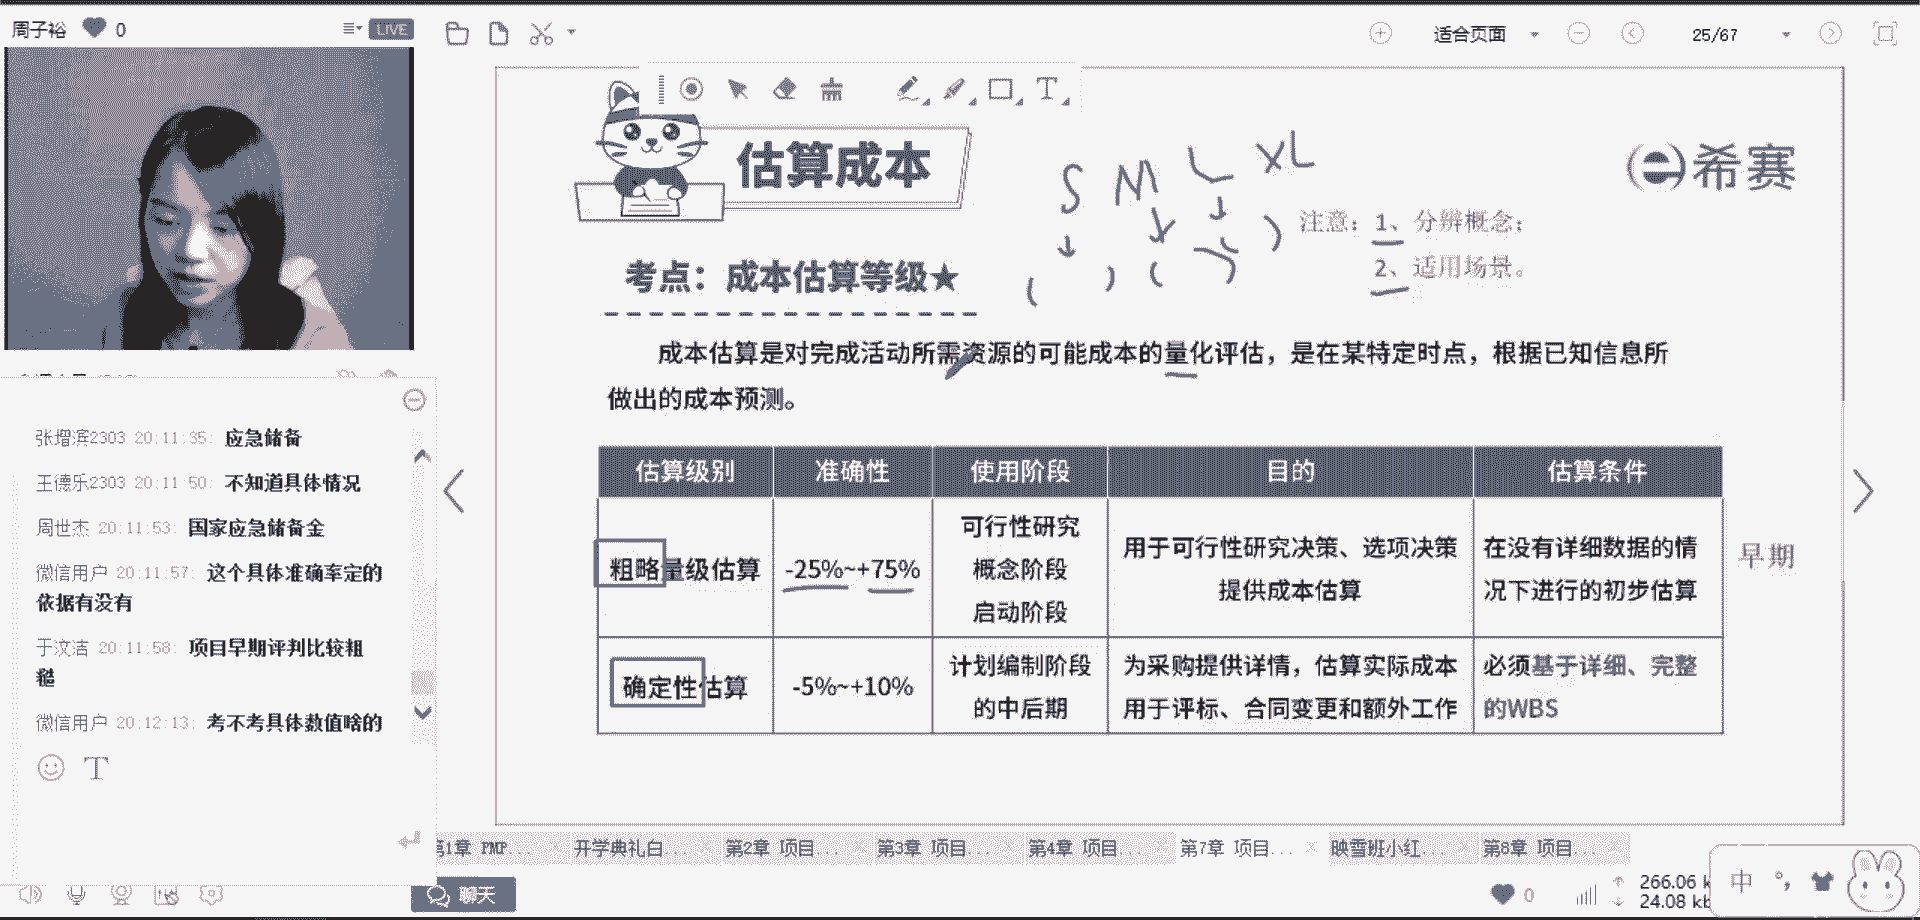 周子裕 0 LIVE
适合页面 25/67
估算成本
S M L XL
希赛
注意：1、分辨概念；
2、适用场景。
考点：成本估算等级★
成本估算是对完成活动所需资源的可能成本的量化评估，是在某特定时点，根据已知信息所
做出的成本预测。
估算级别 准确性 使用阶段 目的 估算条件
粗略量级估算 -25%~+75%
可行性研究
概念阶段
启动阶段
用于可行性研究决策、选项决策
提供成本估算
在没有详细数据的情
况下进行的初步估算
早期
确定性估算 -5%~+10%
计划编制阶段
的中后期
为采购提供详情，估算实际成本
用于评标、合同变更和额外工作
必须基于详细、完整
的WBS
张增滨2303 20:11:35: 应急储备
王德乐2303 20:11:50: 不知道具体情况
周世杰 20:11:53: 国家应急储备金
微信用户 20:11:57: 这个具体准确率定的
依据有没有
于汶洁 20:11:58: 项目早期评判比较粗
糙
微信用户 20:12:13: 考不考具体数值啥的
T
第1章 PMP... 开学典礼白... 第2章 项目... 第3章 项目... 第4章 项目... 第7章 项目... 映雪班小红... 第8章 项目...
聊天
0
266.06 k
24.08 kb
中